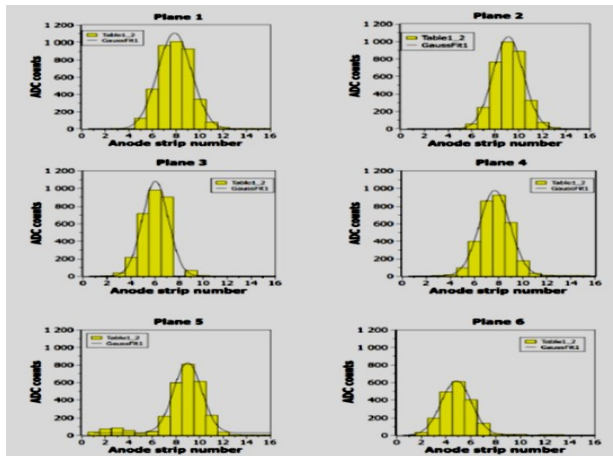 Plane 1
Plane 2
1 200
1 000
800
600
400
200
0
ADC counts
Table1_2
GaussFit1
0 2 4 6 8 10 12 14 16
Anode strip number
1 200
1 000
800
600
400
200
0
ADC counts
Table1_2
GaussFit1
0 2 4 6 8 10 12 14 16
Anode strip number
Plane 3
Plane 4
1 200
1 000
800
600
400
200
0
ADC counts
Table1_2
GaussFit1
0 2 4 6 8 10 12 14 16
Anode strip number
1 200
1 000
800
600
400
200
0
ADC counts
Table1_2
GaussFit1
0 2 4 6 8 10 12 14 16
Anode strip number
Plane 5
Plane 6
1 200
1 000
800
600
400
200
0
ADC counts
Table1_2
GaussFit1
0 2 4 6 8 10 12 14 16
Anode strip number
1 200
1 000
800
600
400
200
0
ADC counts
Table1_2
GaussFit1
0 2 4 6 8 10 12 14 16
Anode strip number